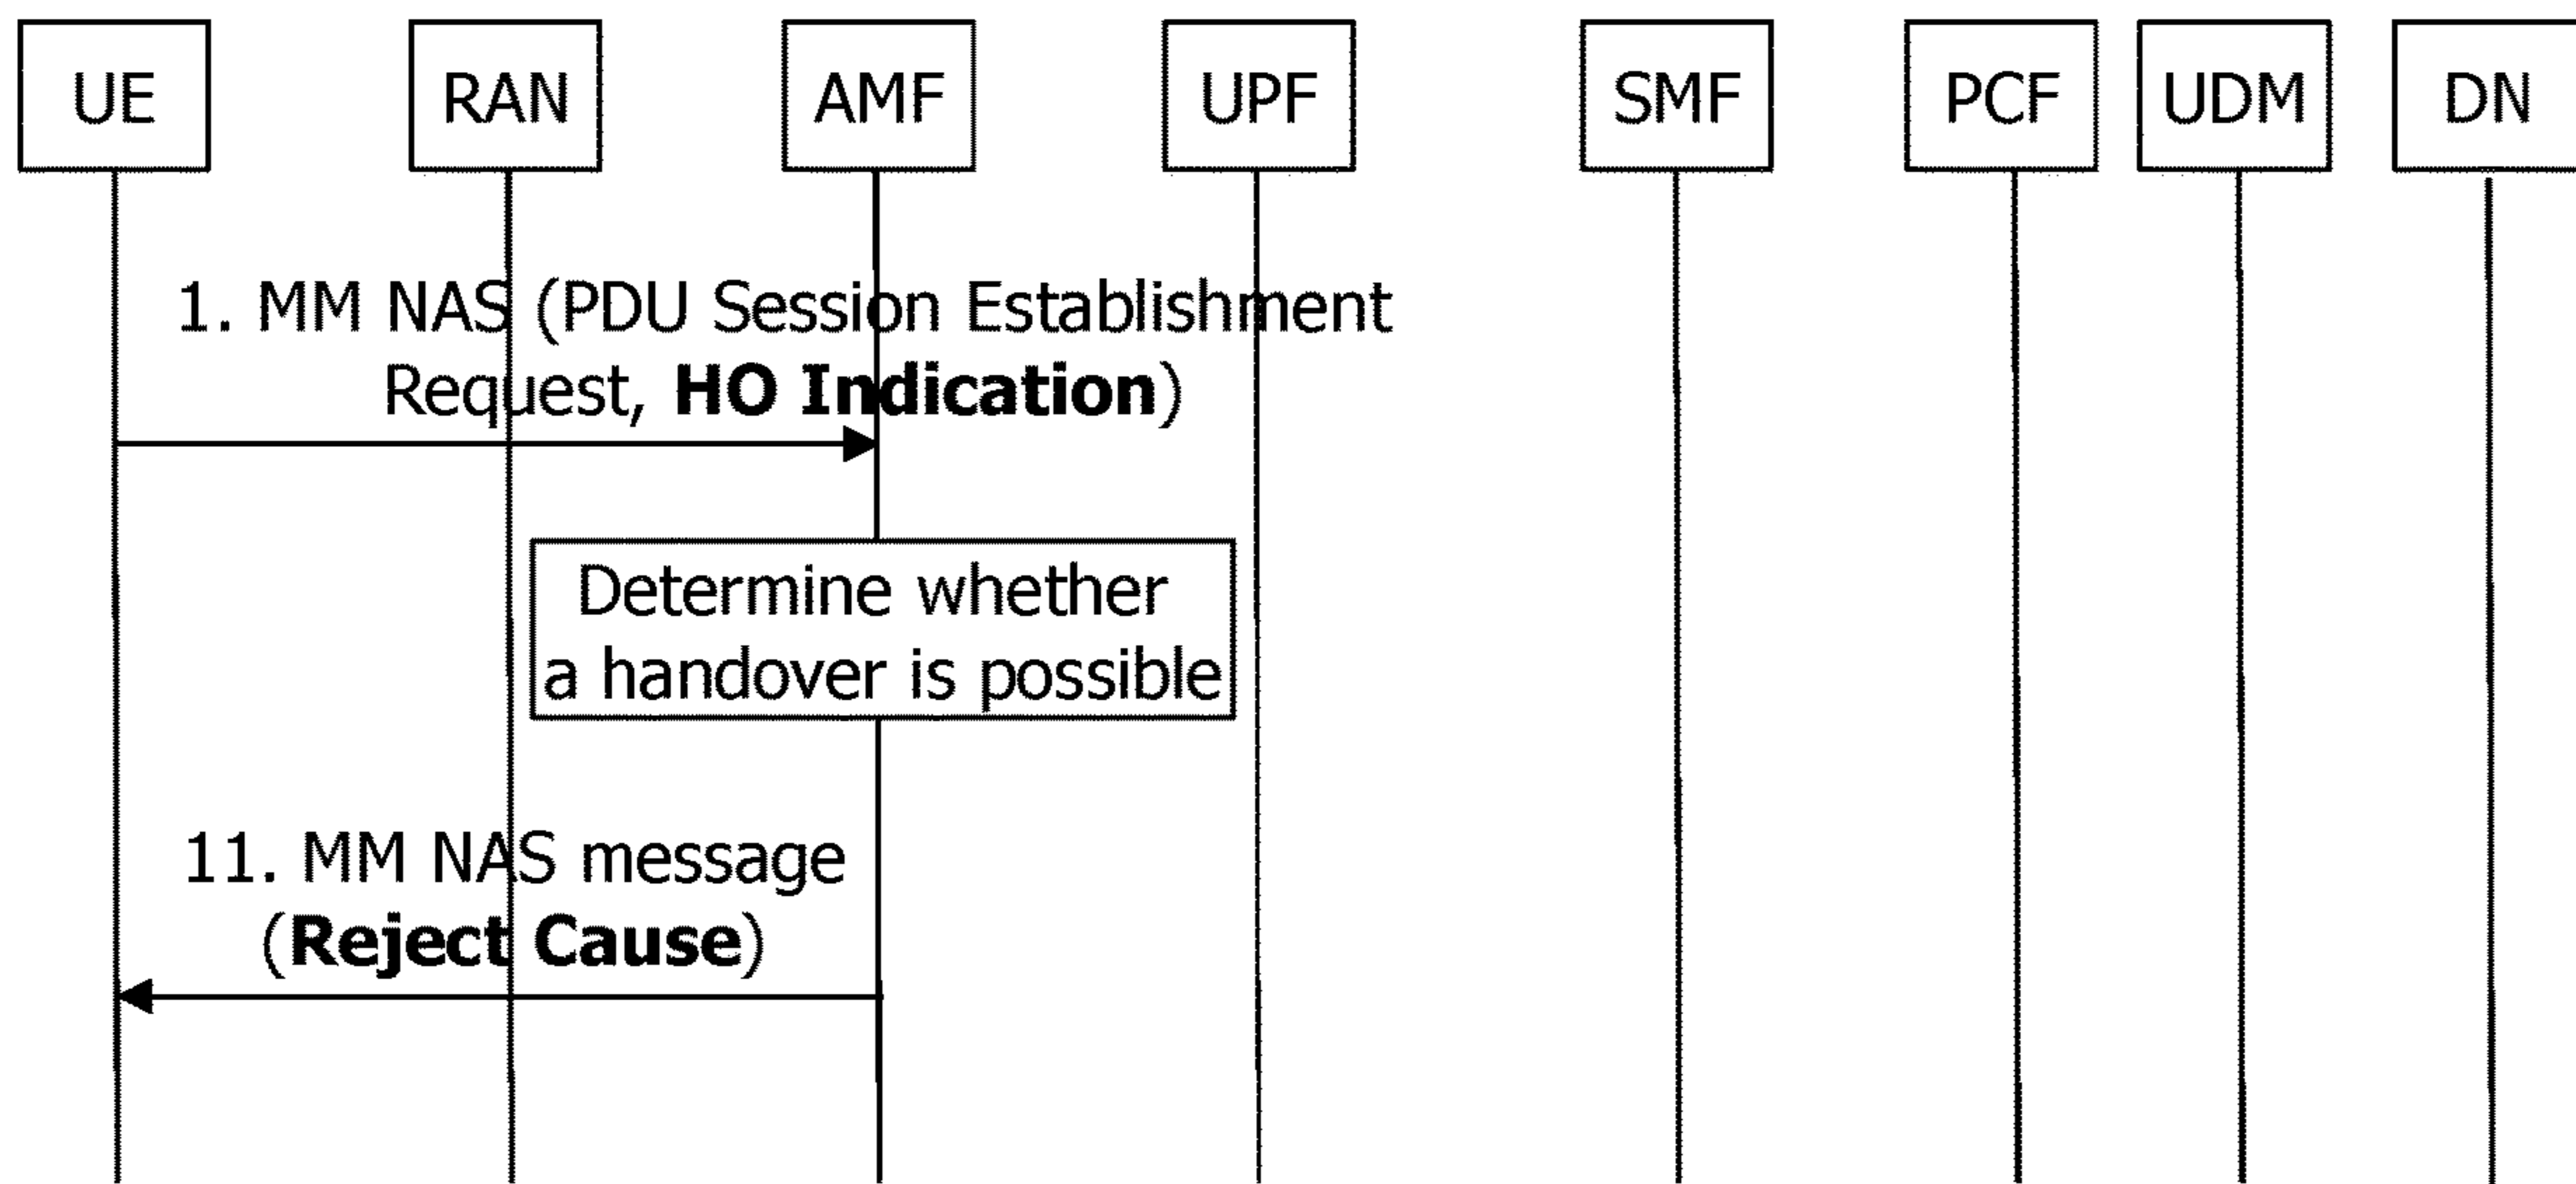 UE RAN AMF UPF SMF PCF UDM DN
1. MM NAS (PDU Session Establishment
Request, HO Indication)
Determine whether
a handover is possible
11. MM NAS message
(Reject Cause)